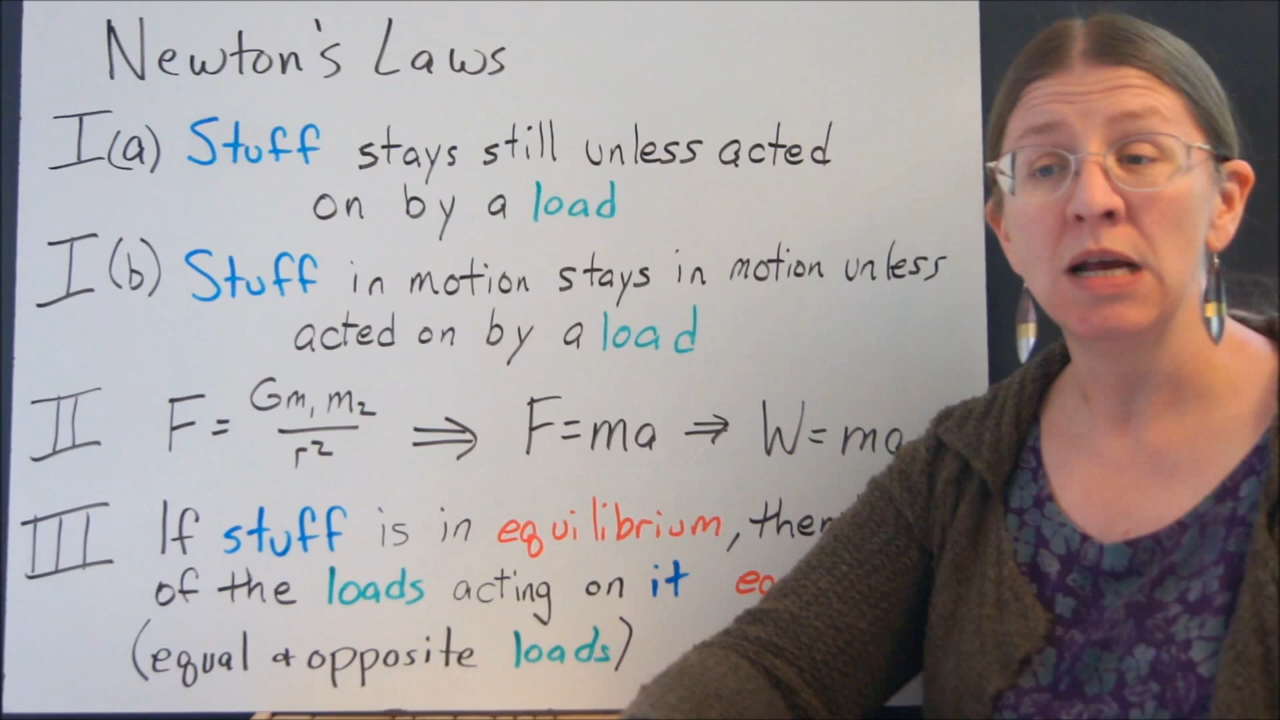 Newton's Laws
I(a) Stuff stays still unless acted
on by a load
I(b) Stuff in motion stays in motion unless
acted on by a load
II F = Gm₁m₂/r² ⇒ F=ma ⇒ W=ma
III If stuff is in equilibrium, then
of the loads acting on it
(equal & opposite loads)